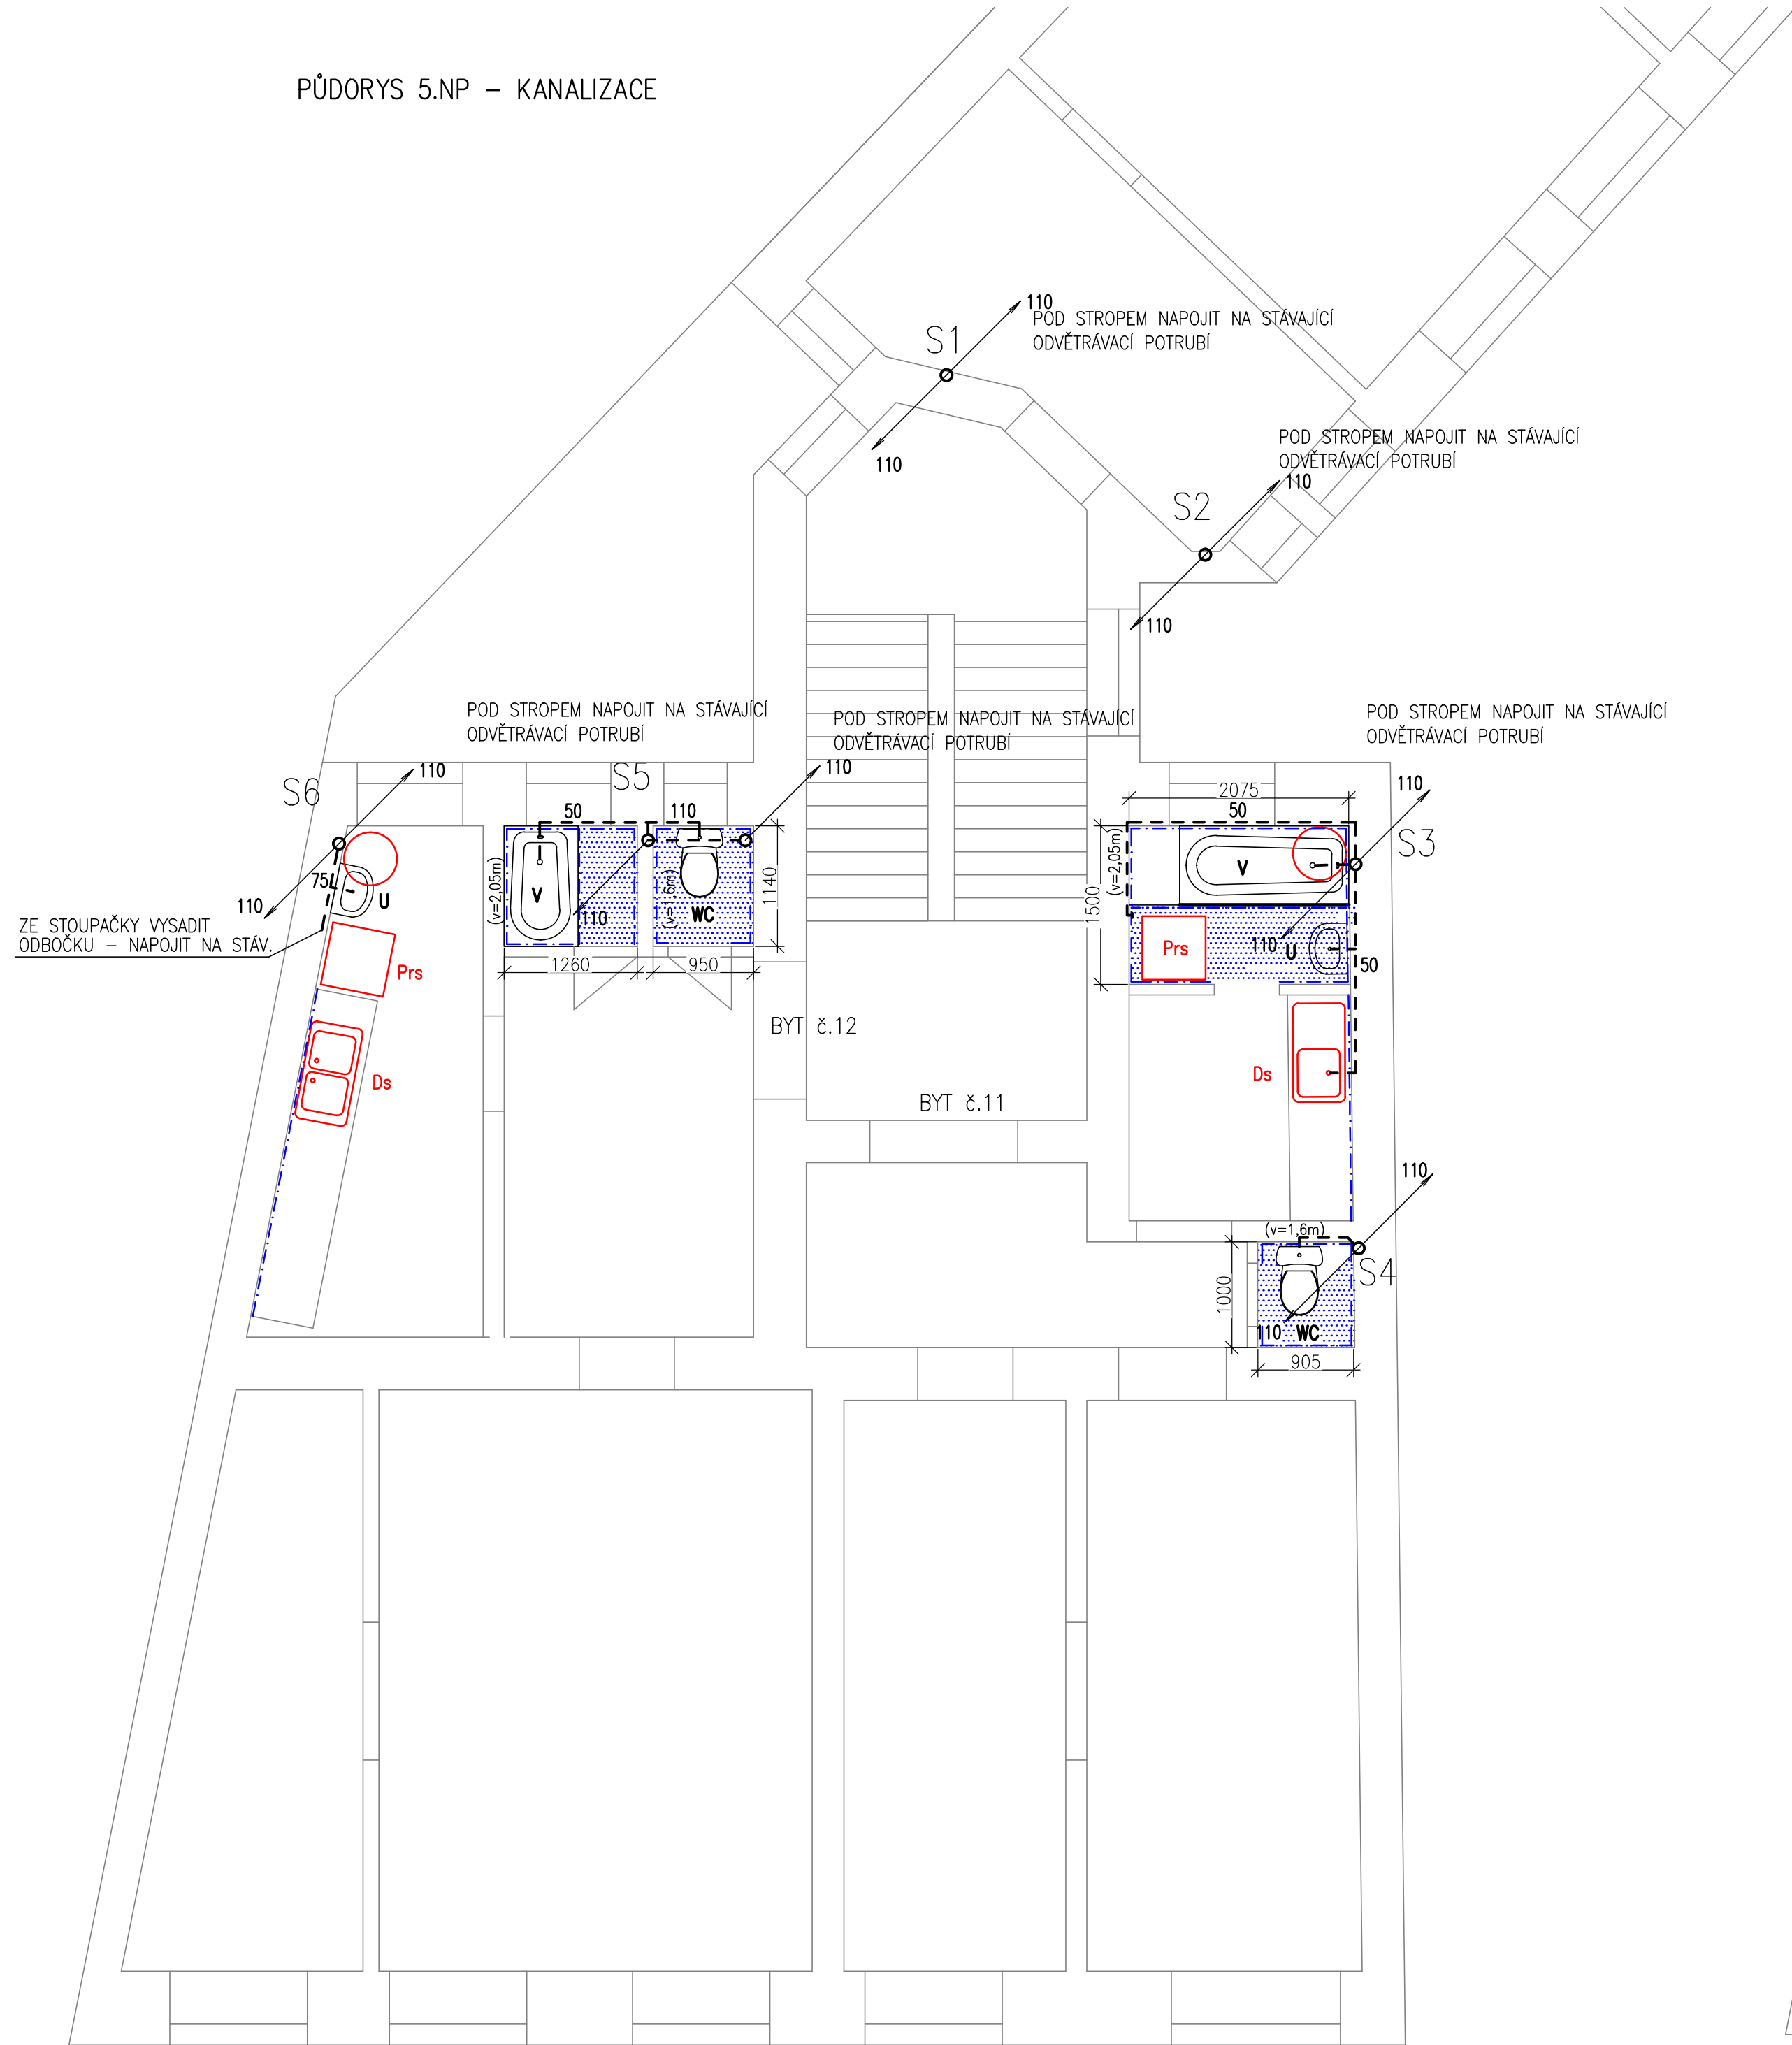 PŮDORYS 5.NP – KANALIZACE
110
POD STROPEM NAPOJIT NA STÁVAJÍCÍ
ODVĚTRÁVACÍ POTRUBÍ
S1
110
POD STROPEM NAPOJIT NA STÁVAJÍCÍ
ODVĚTRÁVACÍ POTRUBÍ
110
S2
110
POD STROPEM NAPOJIT NA STÁVAJÍCÍ
ODVĚTRÁVACÍ POTRUBÍ
POD STROPEM NAPOJIT NA STÁVAJÍCÍ
ODVĚTRÁVACÍ POTRUBÍ
POD STROPEM NAPOJIT NA STÁVAJÍCÍ
ODVĚTRÁVACÍ POTRUBÍ
S6
110
S5
110
50
110
75
U
110
ZE STOUPAČKY VYSADIT
ODBOČKU – NAPOJIT NA STÁV.
(v=2,05m)
V
110
(v=1,6m)
WC
1140
1260
950
Prs
Ds
2075
50
110
S3
(v=2,05m)
1500
V
Prs
110
U
50
Ds
BYT č.12
BYT č.11
110
(v=1,6m)
S4
1000
110
WC
905